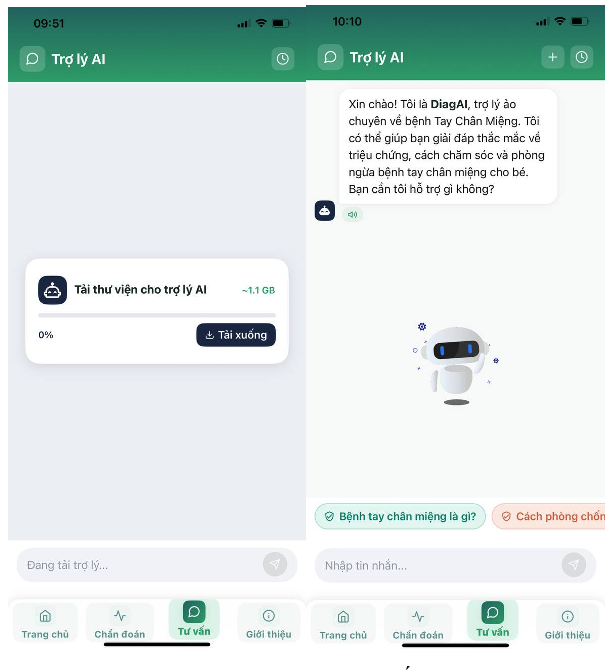 09:51
Trợ lý AI
Tải thư viện cho trợ lý AI
~1.1 GB
0%
Tải xuống
Đang tải trợ lý...
Trang chủ
Chẩn đoán
Tư vấn
Giới thiệu
10:10
Trợ lý AI
Xin chào! Tôi là DiagAI, trợ lý ảo
chuyên về bệnh Tay Chân Miệng. Tôi
có thể giúp bạn giải đáp thắc mắc về
triệu chứng, cách chăm sóc và phòng
ngừa bệnh tay chân miệng cho bé.
Bạn cần tôi hỗ trợ gì không?
Bệnh tay chân miệng là gì?
Cách phòng chốn
Nhập tin nhắn...
Trang chủ
Chẩn đoán
Tư vấn
Giới thiệu